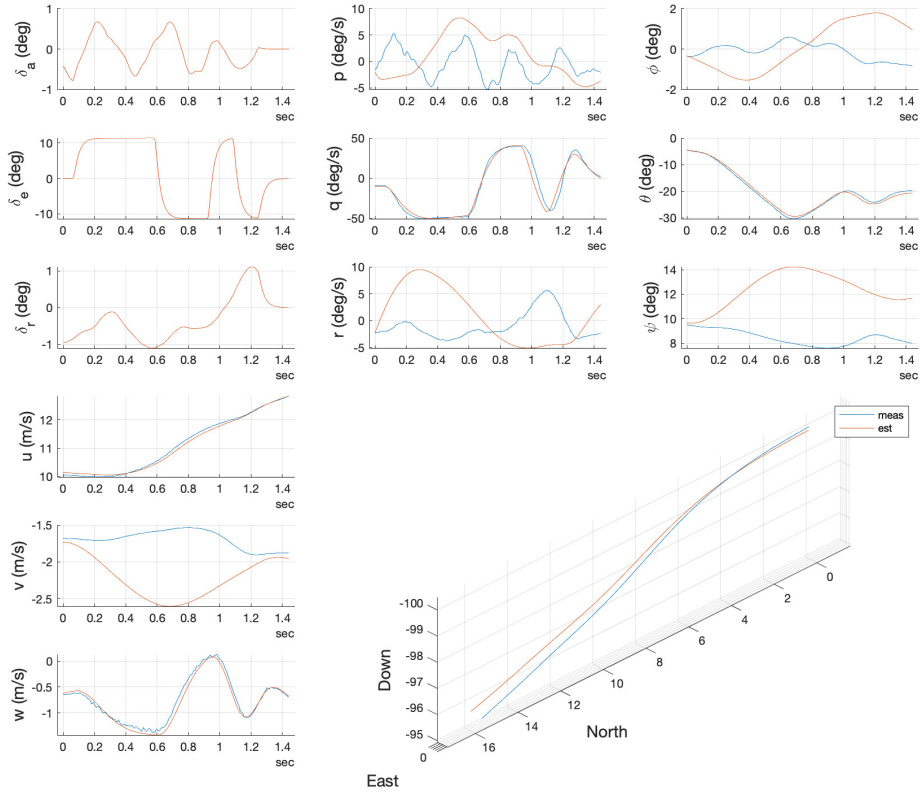 δa (deg)
1
0
-1
0 0.2 0.4 0.6 0.8 1 1.2 1.4
sec
p (deg/s)
10
5
0
-5
0 0.2 0.4 0.6 0.8 1 1.2 1.4
sec
ϕ (deg)
2
0
-2
0 0.2 0.4 0.6 0.8 1 1.2 1.4
sec
δe (deg)
10
0
-10
0 0.2 0.4 0.6 0.8 1 1.2 1.4
sec
q (deg/s)
50
0
-50
0 0.2 0.4 0.6 0.8 1 1.2 1.4
sec
θ (deg)
0
-10
-20
-30
0 0.2 0.4 0.6 0.8 1 1.2 1.4
sec
δr (deg)
1
0
-1
0 0.2 0.4 0.6 0.8 1 1.2 1.4
sec
r (deg/s)
10
5
0
-5
0 0.2 0.4 0.6 0.8 1 1.2 1.4
sec
ψ (deg)
14
12
10
8
0 0.2 0.4 0.6 0.8 1 1.2 1.4
sec
u (m/s)
12
11
10
0 0.2 0.4 0.6 0.8 1 1.2 1.4
sec
v (m/s)
-1.5
-2
-2.5
0 0.2 0.4 0.6 0.8 1 1.2 1.4
sec
w (m/s)
0
-0.5
-1
0 0.2 0.4 0.6 0.8 1 1.2 1.4
sec
meas
est
Down
-100
-99
-98
-97
-96
-95
0
East
16 14 12 10 8 6 4 2 0
North